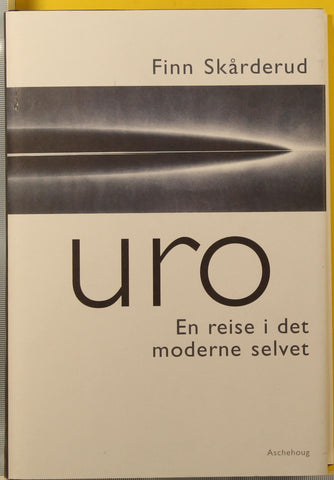 Finn Skårderud
uro
En reise i det
moderne selvet
Aschehoug